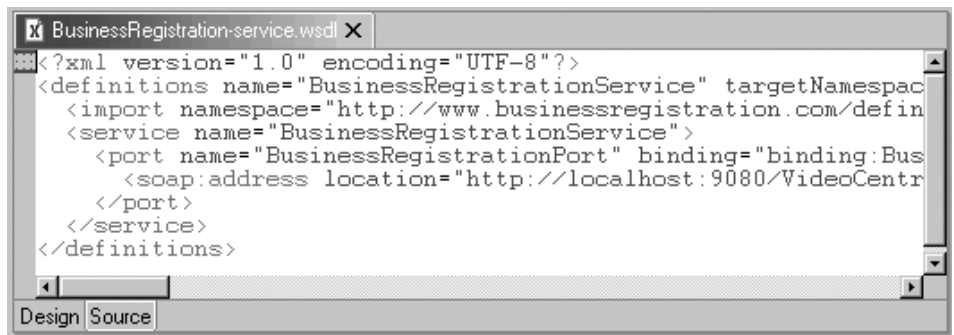 BusinessRegistration-service.wsdl
<?xml version="1.0" encoding="UTF-8"?>
<definitions name="BusinessRegistrationService" targetNamespac
<import namespace="http://www.businessregistration.com/defin
<service name="BusinessRegistrationService">
<port name="BusinessRegistrationPort" binding="binding:Bus
<soap:address location="http://localhost:9080/VideoCentr
</port>
</service>
</definitions>
Design Source